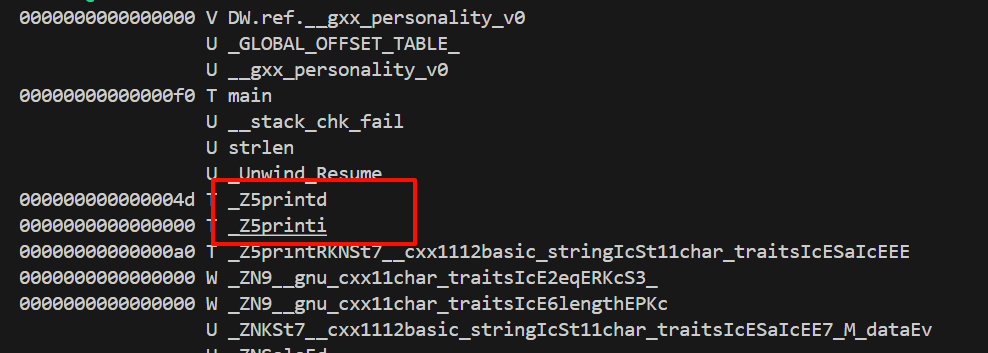 0000000000000000 V DW.ref.__gxx_personality_v0
U _GLOBAL_OFFSET_TABLE_
U __gxx_personality_v0
00000000000000f0 T main
U __stack_chk_fail
U strlen
U _Unwind_Resume
000000000000004d T _Z5printd
0000000000000000 T _Z5printi
00000000000000a0 T _Z5printRKNSt7__cxx1112basic_stringIcSt11char_traitsIcESaIcEEE
0000000000000000 W _ZN9__gnu_cxx11char_traitsIcE2eqERKcS3_
0000000000000000 W _ZN9__gnu_cxx11char_traitsIcE6lengthEPKc
U _ZNKSt7__cxx1112basic_stringIcSt11char_traitsIcESaIcEE7_M_dataEv